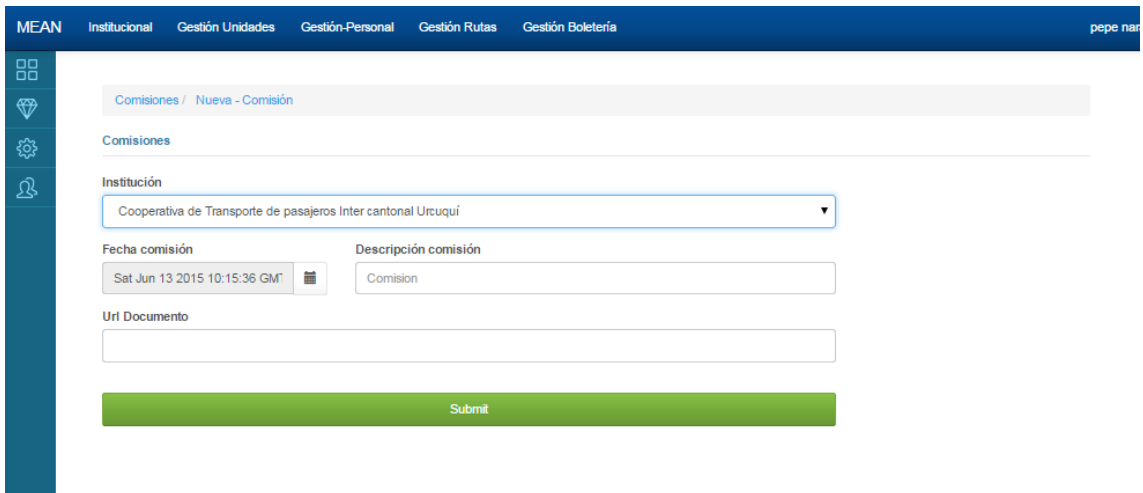 MEAN Institucional Gestión Unidades Gestión-Personal Gestión Rutas Gestión Boletería pepe nar
Comisiones / Nueva - Comisión
Comisiones
Institución
Cooperativa de Transporte de pasajeros Inter cantonal Urcuquí
Fecha comisión Descripción comisión
Sat Jun 13 2015 10:15:36 GMT Comision
Url Documento
Submit